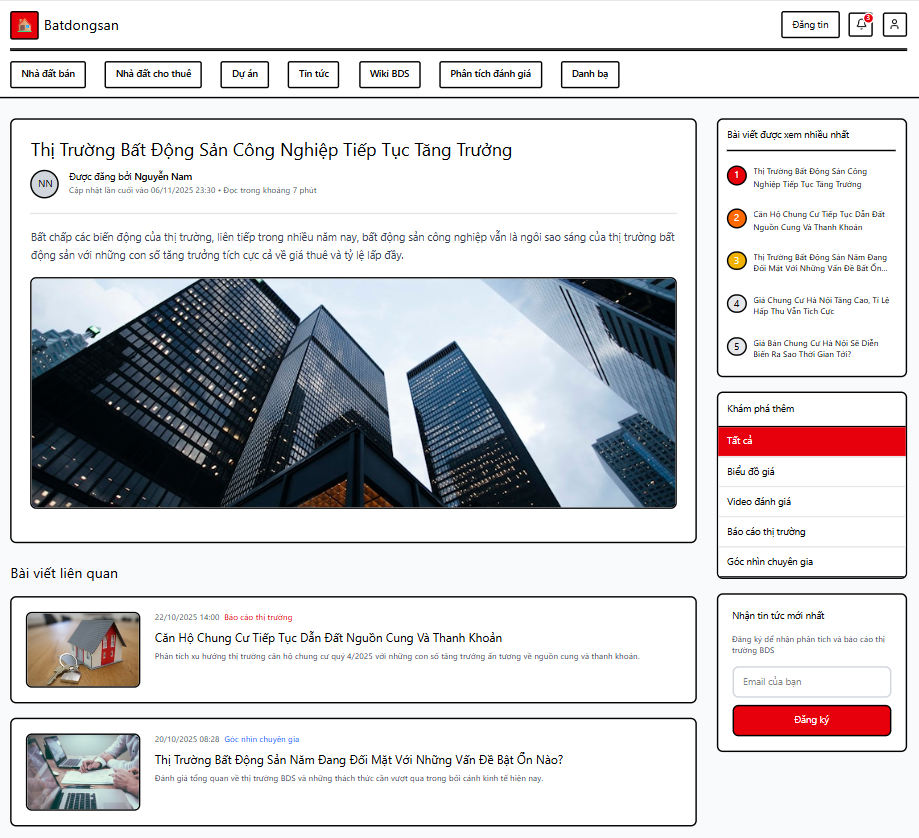 Batdongsan
Đăng tin
3
Nhà đất bán
Nhà đất cho thuê
Dự án
Tin tức
Wiki BDS
Phân tích đánh giá
Danh bạ
Thị Trường Bất Động Sản Công Nghiệp Tiếp Tục Tăng Trưởng
NN
Được đăng bởi Nguyễn Nam
Cập nhật lần cuối vào 06/11/2025 23:30 • Đọc trong khoảng 7 phút
Bất chấp các biến động của thị trường, liên tiếp trong nhiều năm nay, bất động sản công nghiệp vẫn là ngôi sao sáng của thị trường bất
động sản với những con số tăng trưởng tích cực cả về giá thuê và tỷ lệ lấp đầy.
Bài viết liên quan
22/10/2025 14:00 Báo cáo thị trường
Căn Hộ Chung Cư Tiếp Tục Dẫn Đất Nguồn Cung Và Thanh Khoản
Phân tích xu hướng thị trường căn hộ chung cư quý 4/2025 với những con số tăng trưởng ấn tượng về nguồn cung và thanh khoản.
20/10/2025 08:28 Góc nhìn chuyên gia
Thị Trường Bất Động Sản Năm Đang Đối Mặt Với Những Vấn Đề Bật Ổn Nào?
Đánh giá tổng quan về thị trường BDS và những thách thức cần vượt qua trong bối cảnh kinh tế hiện nay.
Bài viết được xem nhiều nhất
1
Thị Trường Bất Động Sản Công
Nghiệp Tiếp Tục Tăng Trưởng
2
Căn Hộ Chung Cư Tiếp Tục Dẫn Đất
Nguồn Cung Và Thanh Khoản
3
Thị Trường Bất Động Sản Năm Đang
Đối Mặt Với Những Vấn Đề Bất Ổn...
4
Giá Chung Cư Hà Nội Tăng Cao, Tỉ Lệ
Hấp Thu Vẫn Tích Cực
5
Giá Bán Chung Cư Hà Nội Sẽ Diễn
Biến Ra Sao Thời Gian Tới?
Khám phá thêm
Tất cả
Biểu đồ giá
Video đánh giá
Báo cáo thị trường
Góc nhìn chuyên gia
Nhận tin tức mới nhất
Đăng ký để nhận phân tích và báo cáo thị
trường BDS
Email của bạn
Đăng ký